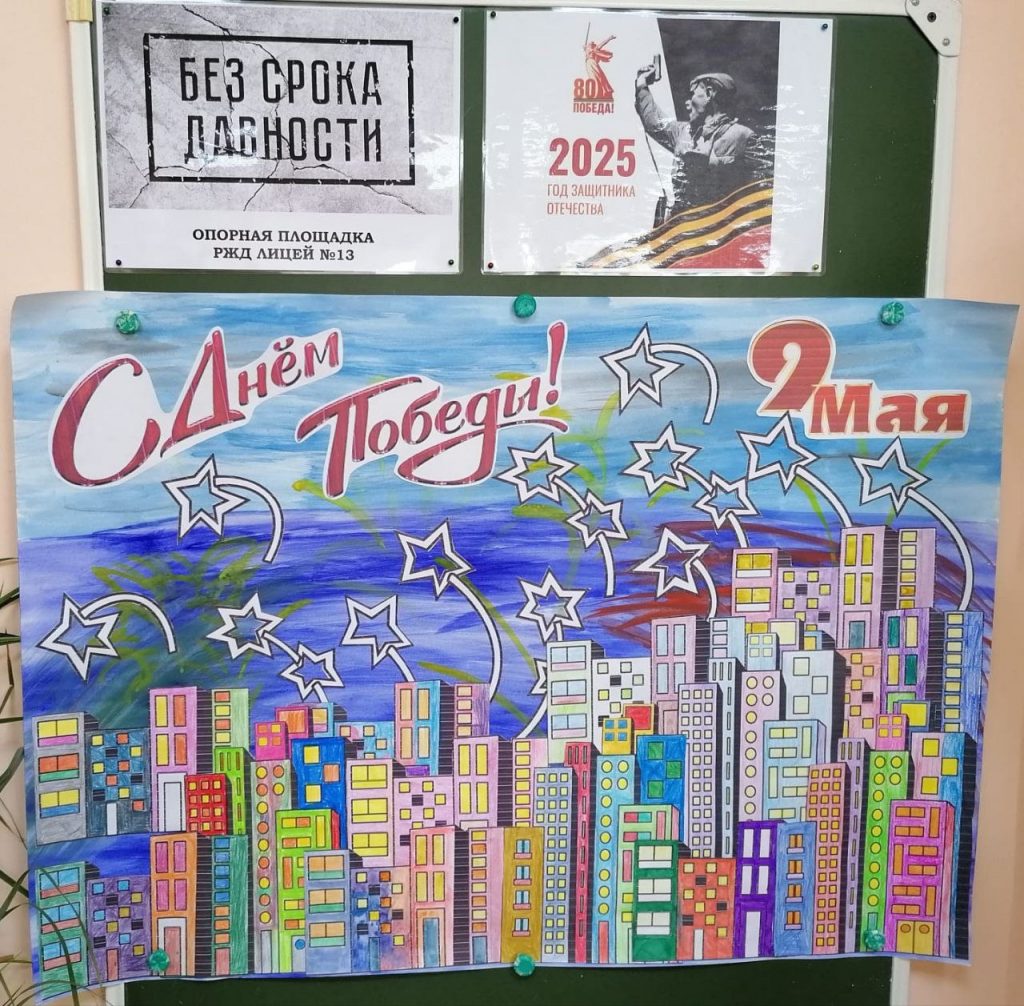 БЕЗ СРОКА
ДАВНОСТИ
ОПОРНАЯ ПЛОЩАДКА
РЖД ЛИЦЕЙ №13
80
ПОБЕДА!
2025
ГОД ЗАЩИТНИКА
ОТЕЧЕСТВА
С Днём
Победы!
9
Мая